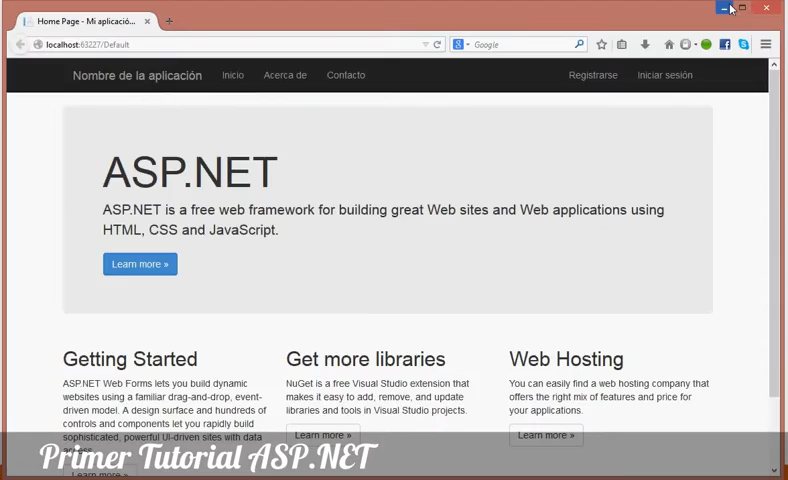 Home Page - Mi aplicació...
localhost:63227/Default
Google
Nombre de la aplicación Inicio Acerca de Contacto Registrarse Iniciar sesión
ASP.NET
ASP.NET is a free web framework for building great Web sites and Web applications using
HTML, CSS and JavaScript.
Learn more »
Getting Started
ASP.NET Web Forms lets you build dynamic
websites using a familiar drag-and-drop, event-
driven model. A design surface and hundreds of
controls and components let you rapidly build
sophisticated, powerful UI-driven sites with data
access.
Learn more »
Get more libraries
NuGet is a free Visual Studio extension that
makes it easy to add, remove, and update
libraries and tools in Visual Studio projects.
Learn more »
Web Hosting
You can easily find a web hosting company that
offers the right mix of features and price for
your applications.
Learn more »
Primer Tutorial ASP.NET